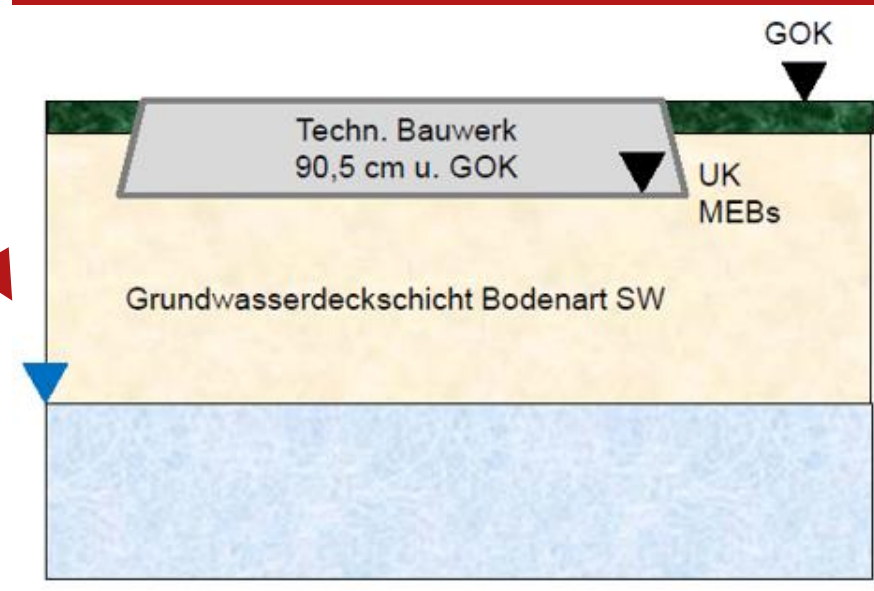 GOK
Techn. Bauwerk
90,5 cm u. GOK
UK
MEBs
Grundwasserdeckschicht Bodenart SW